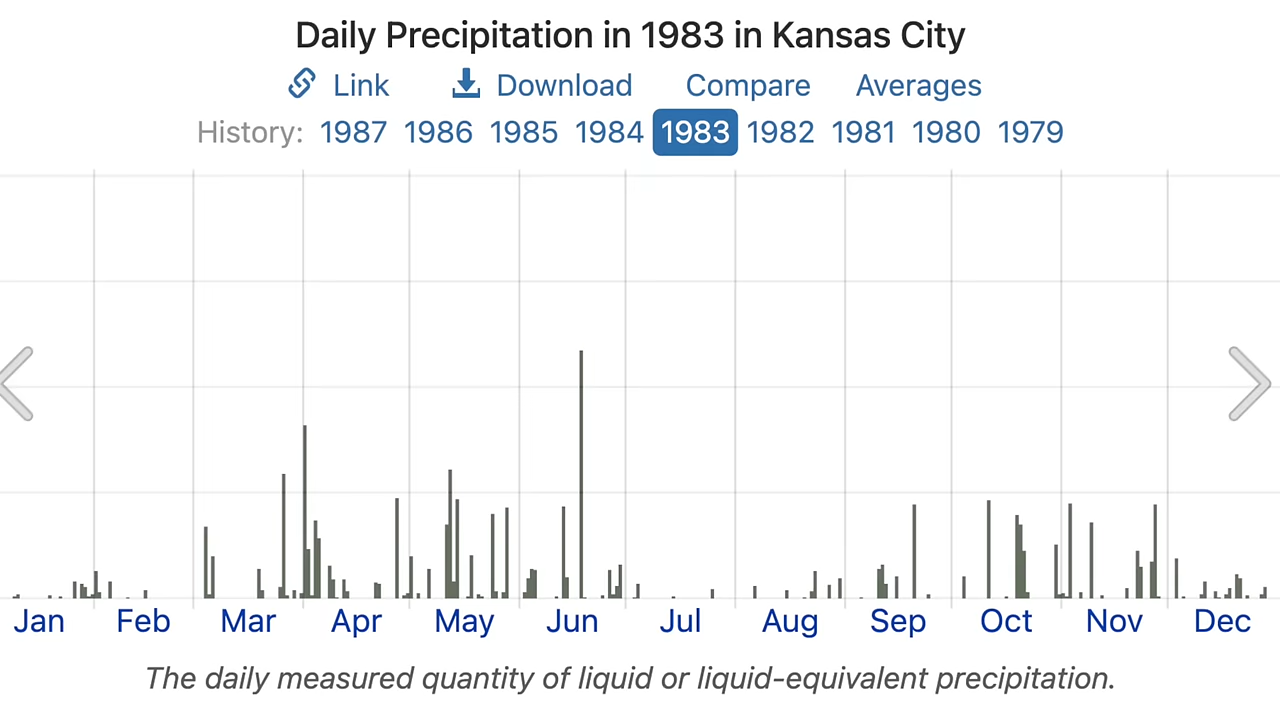 Daily Precipitation in 1983 in Kansas City
Link Download Compare Averages
History: 1987 1986 1985 1984 1983 1982 1981 1980 1979
Jan Feb Mar Apr May Jun Jul Aug Sep Oct Nov Dec
The daily measured quantity of liquid or liquid-equivalent precipitation.